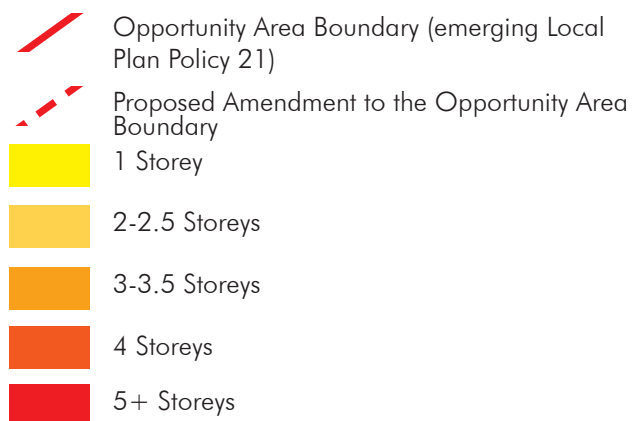 Opportunity Area Boundary (emerging Local
Plan Policy 21)
Proposed Amendment to the Opportunity Area
Boundary
1 Storey
2-2.5 Storeys
3-3.5 Storeys
4 Storeys
5+ Storeys